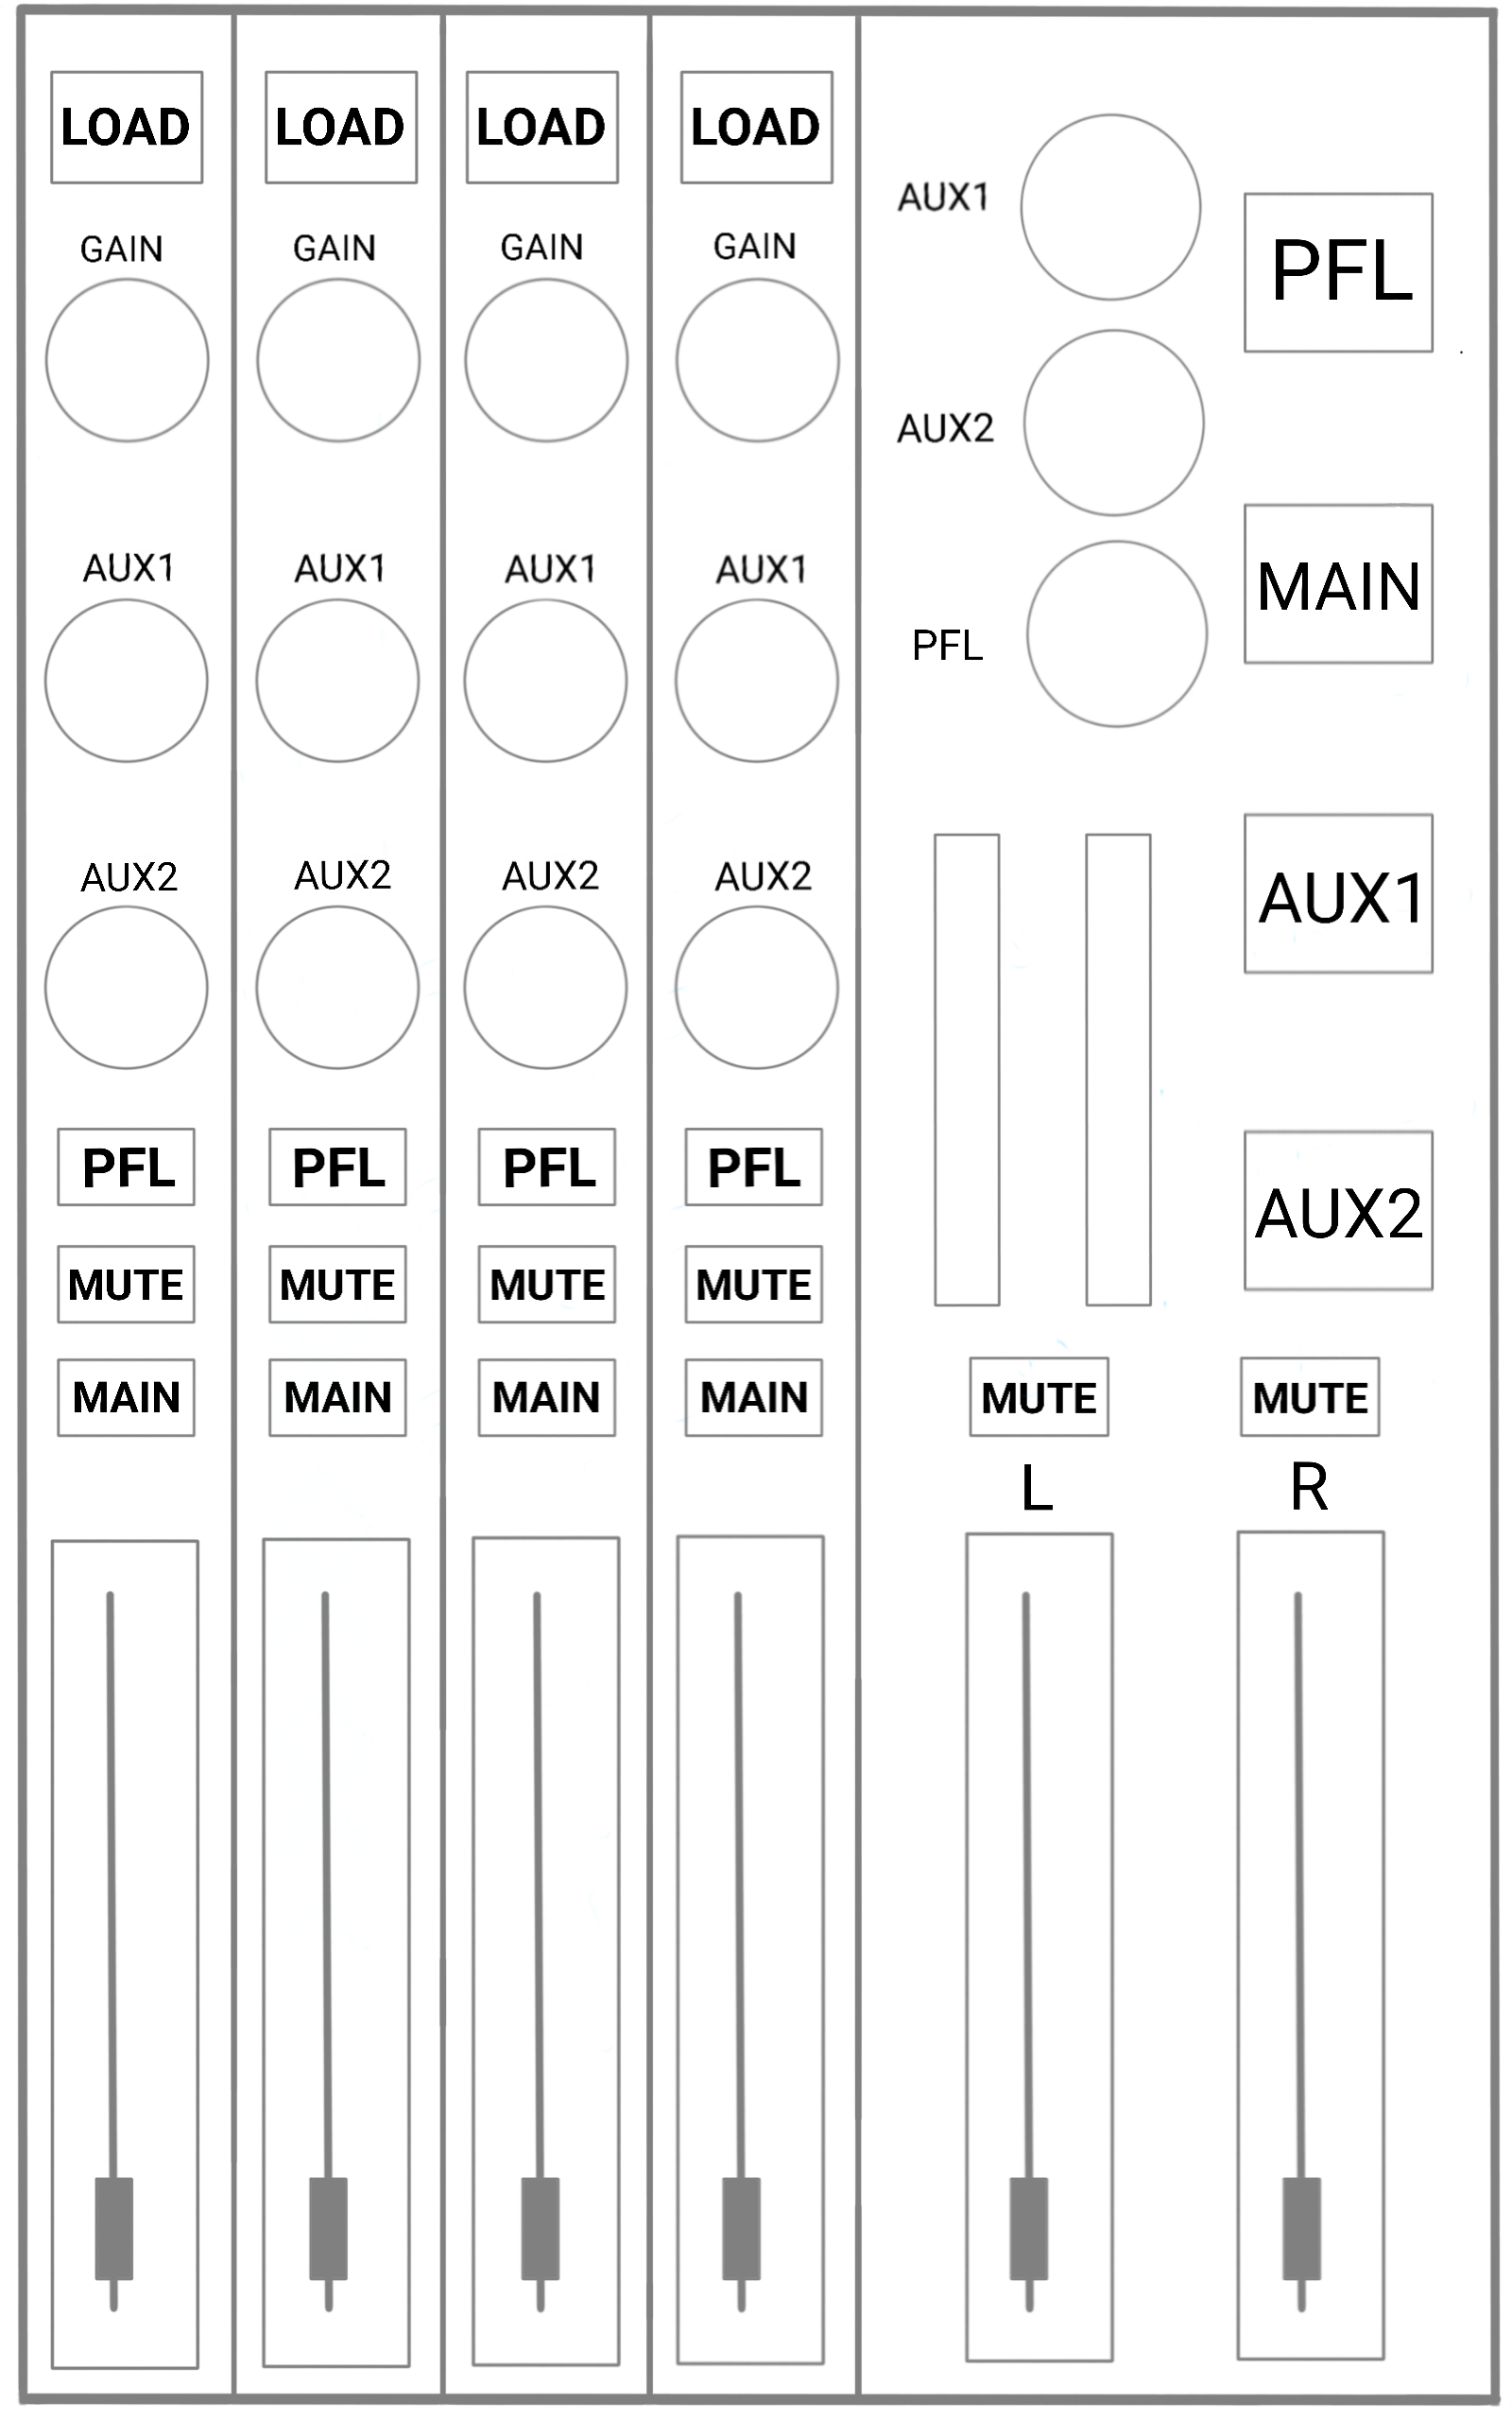 LOAD LOAD LOAD LOAD
GAIN GAIN GAIN GAIN
AUX1 AUX1 AUX1 AUX1
AUX2 AUX2 AUX2 AUX2
PFL PFL PFL PFL
MUTE MUTE MUTE MUTE
MAIN MAIN MAIN MAIN
AUX1
PFL
AUX2
MAIN
PFL
AUX1
AUX2
MUTE MUTE
L R